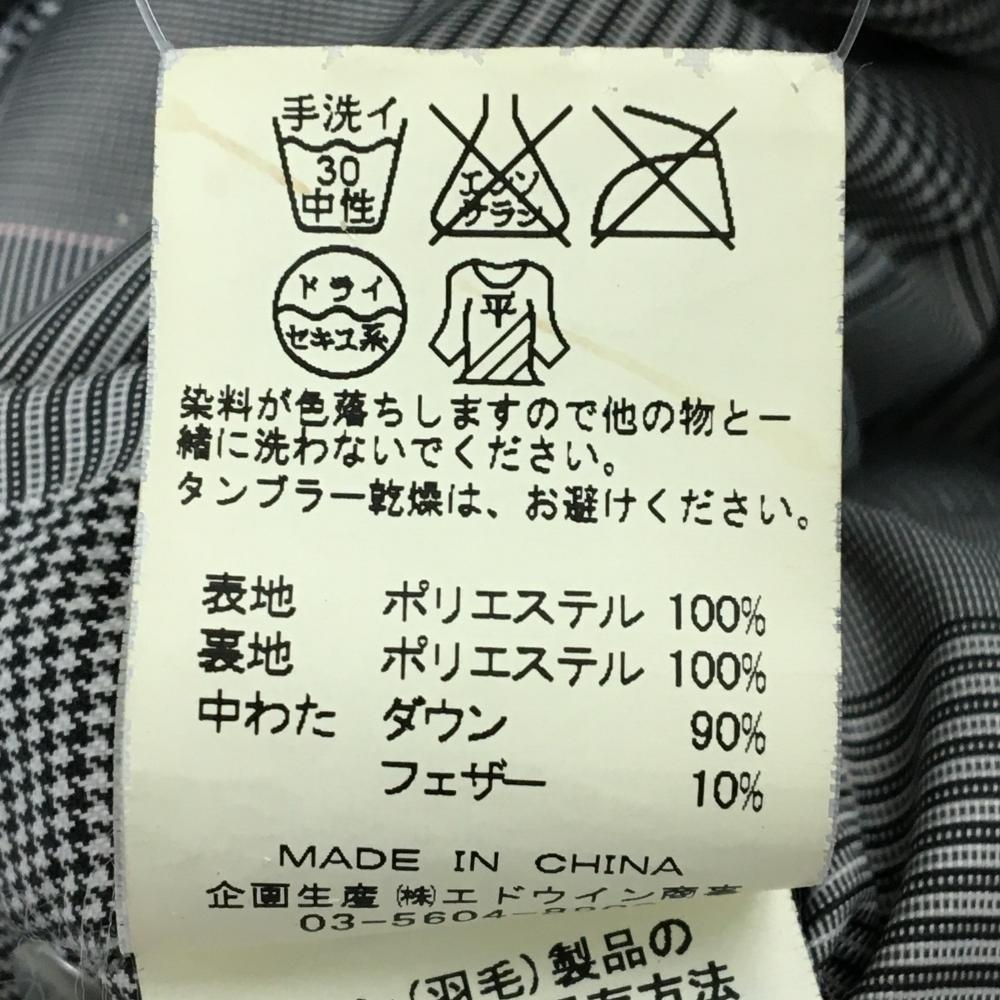 手洗イ
30
中性
エンソ
サラシ
ドライ
セキユ系
平
染料が色落ちしますので他の物と一
緒に洗わないでください。
タンブラー乾燥は、お避けください。
表地 ポリエステル 100%
裏地 ポリエステル 100%
中わた ダウン 90%
フェザー 10%
MADE IN CHINA
企画生産 ㈱エドウイン商事
03-5604-
(羽毛)製品の
方法